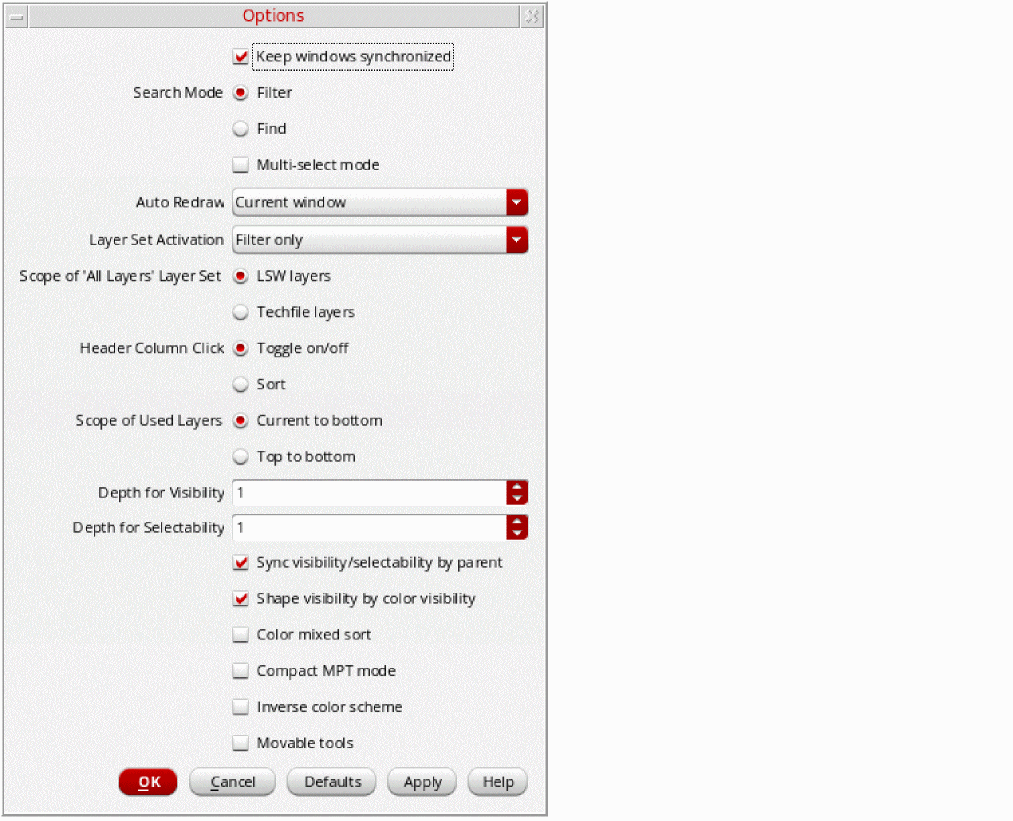 Options
Keep windows synchronized
Search Mode Filter
Find
Multi-select mode
Auto Redraw Current window
Layer Set Activation Filter only
Scope of 'All Layers' Layer Set LSW layers
Techfile layers
Header Column Click Toggle on/off
Sort
Scope of Used Layers Current to bottom
Top to bottom
Depth for Visibility 1
Depth for Selectability 1
Sync visibility/selectability by parent
Shape visibility by color visibility
Color mixed sort
Compact MPT mode
Inverse color scheme
Movable tools
OK Cancel Defaults Apply Help